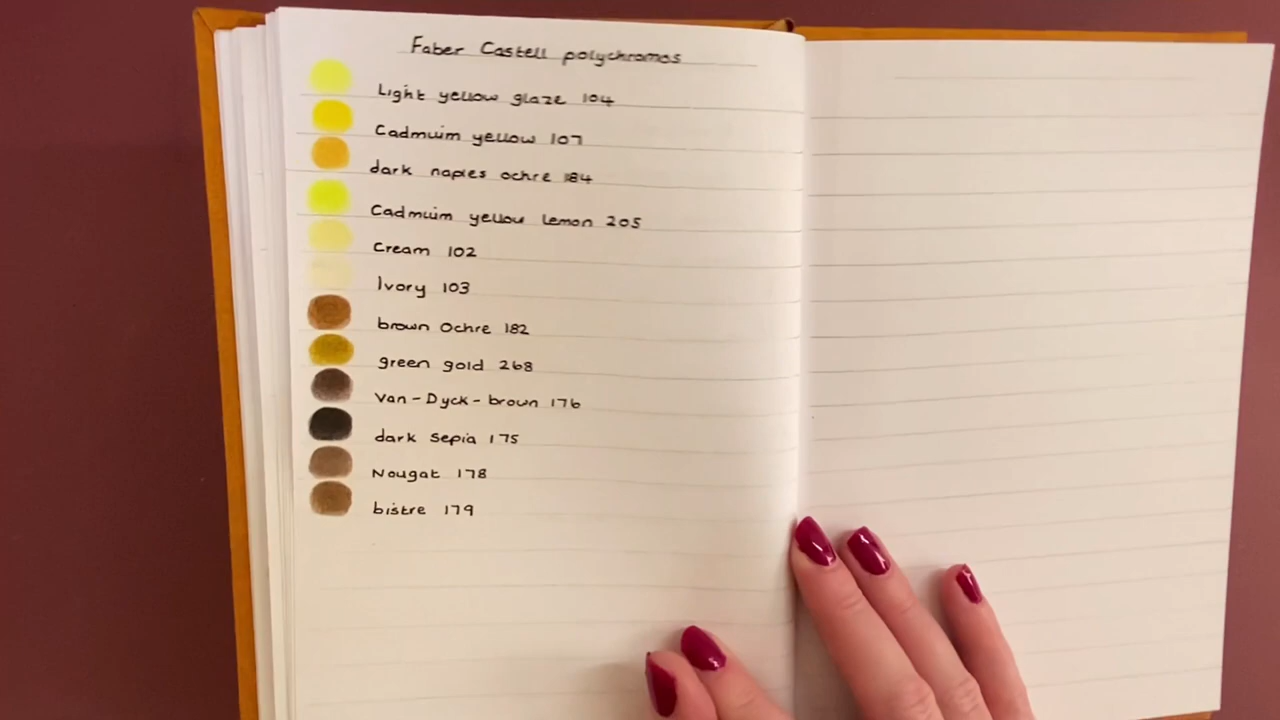 Faber Castell polychromos
Light yellow glaze 104
Cadmuim yellow 107
dark naples ochre 184
Cadmuim yellow lemon 205
Cream 102
Ivory 103
brown Ochre 182
green gold 268
Van-Dyck-brown 176
dark Sepia 175
Nougat 178
bistre 179